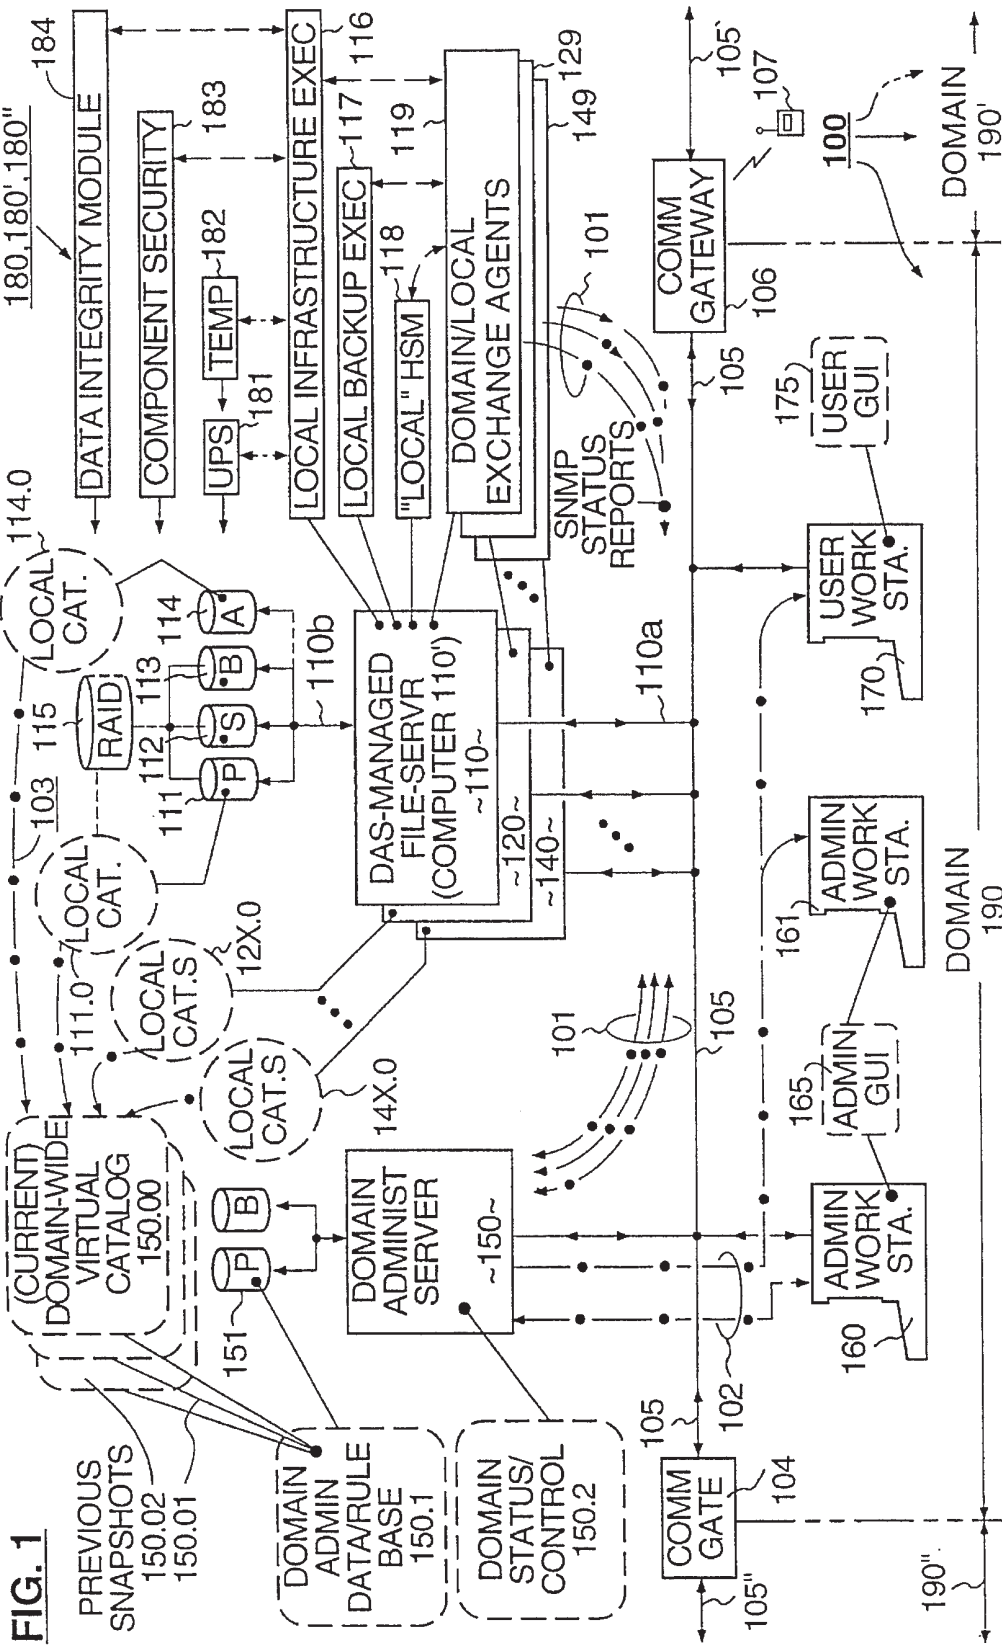 FIG. 1
PREVIOUS
SNAPSHOTS
150.02
150.01
(CURRENT)
DOMAIN-WIDE
VIRTUAL
CATALOG
150.00
103
LOCAL
CAT.
114.0
LOCAL
CAT.
111.0
LOCAL
CAT.S
12X.0
LOCAL
CAT.S
14X.0
115
RAID
111
P
112
S
113
B
114
A
110b
180,180',180"
DATA INTEGRITY MODULE
184
COMPONENT SECURITY
183
UPS
181
TEMP
182
LOCAL INFRASTRUCTURE EXEC
116
LOCAL BACKUP EXEC
117
"LOCAL" HSM
118
DOMAIN/LOCAL
EXCHANGE AGENTS
119
129
149
DOMAIN
ADMIN
DATA/RULE
BASE
150.1
DOMAIN
STATUS/
CONTROL
150.2
151
P
B
DOMAIN
ADMINIST
SERVER
~150~
DAS-MANAGED
FILE-SERVR
(COMPUTER 110')
~110~
~120~
~140~
110a
101
SNMP
STATUS
REPORTS
101
105"
COMM
GATE
104
105
102
105
105
COMM
GATEWAY
106
105'
107
100
ADMIN
WORK
STA.
160
165
ADMIN
GUI
161
ADMIN
WORK
STA.
170
USER
WORK
STA.
175
USER
GUI
190"
DOMAIN
190
DOMAIN
190'